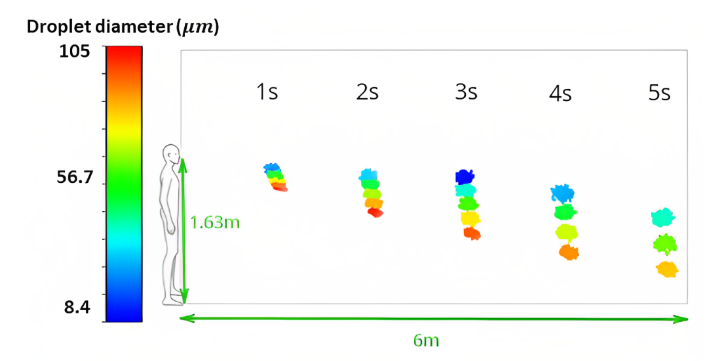 Droplet diameter (μm)
105
56.7
8.4
1s 2s 3s 4s 5s
1.63m
6m